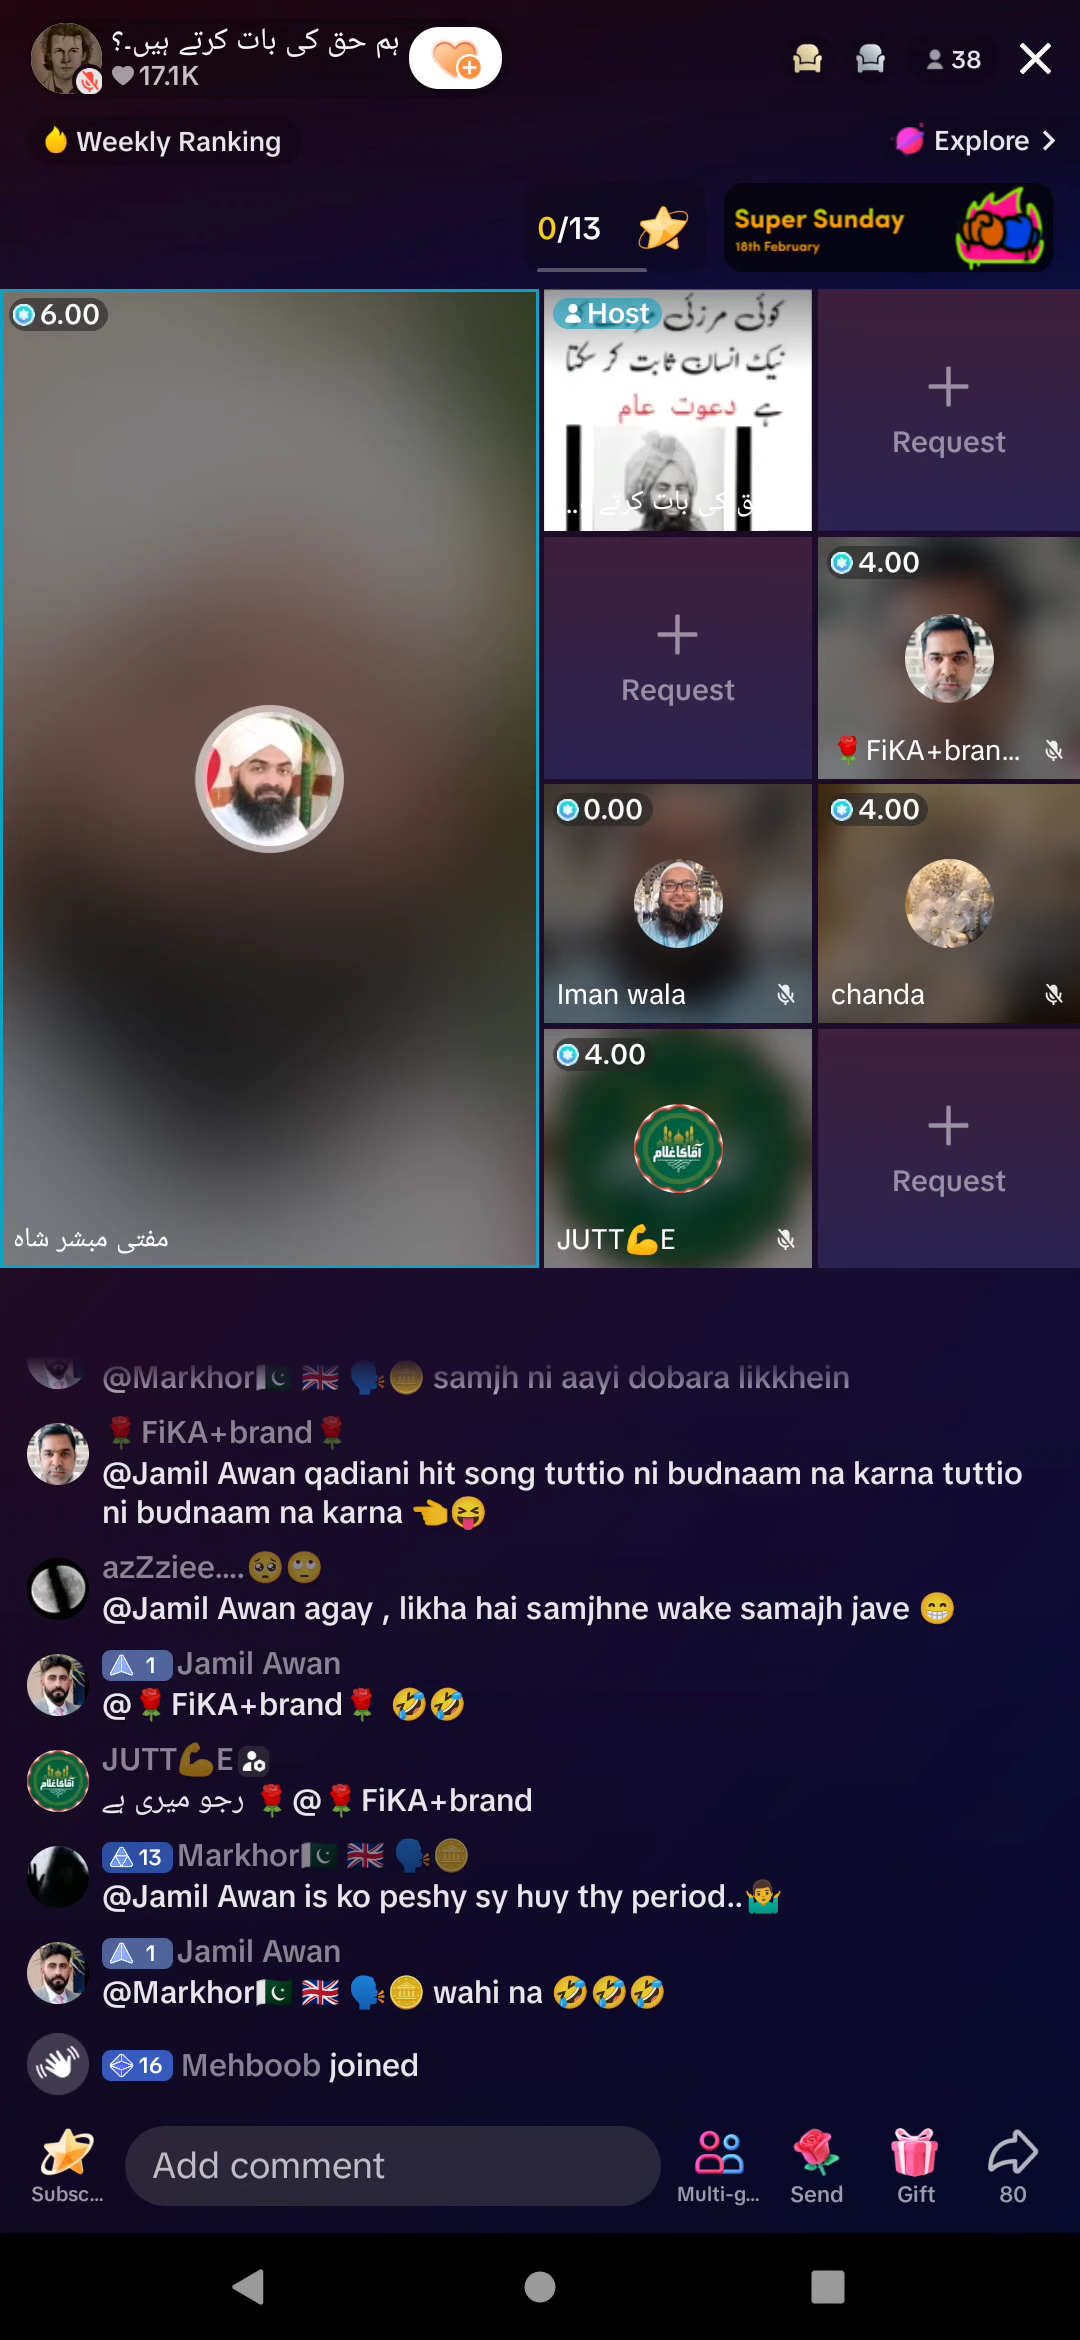 ہم حق کی بات کرتے ہیں۔؟
17.1K
38
Weekly Ranking
Explore
0/13
Super Sunday
18th February
6.00
مفتی مبشر شاہ
Host
کوئی مرزئی
نیک انسان ثابت کر سکتا
ہے دعوت عام
ق کی بات کرتے ...
Request
Request
4.00
🌹FiKA+bran...
0.00
Iman wala
4.00
chanda
4.00
آقا کا غلام
JUTT💪E
Request
@Markhor🇵🇰 🇬🇧 🗣️🪙 samjh ni aayi dobara likkhein
🌹FiKA+brand🌹
@Jamil Awan qadiani hit song tuttio ni budnaam na karna tuttio
ni budnaam na karna 👈😝
azZziee....🥺🙄
@Jamil Awan agay , likha hai samjhne wake samajh jave 😁
1 Jamil Awan
@🌹FiKA+brand🌹 🤣🤣
JUTT💪E
رجو میری ہے 🌹@🌹FiKA+brand
13 Markhor🇵🇰 🇬🇧 🗣️🪙
@Jamil Awan is ko peshy sy huy thy period..🤷‍♂️
1 Jamil Awan
@Markhor🇵🇰 🇬🇧 🗣️🪙 wahi na 🤣🤣🤣
16 Mehboob joined
Add comment
Subsc...
Multi-g...
Send
Gift
80